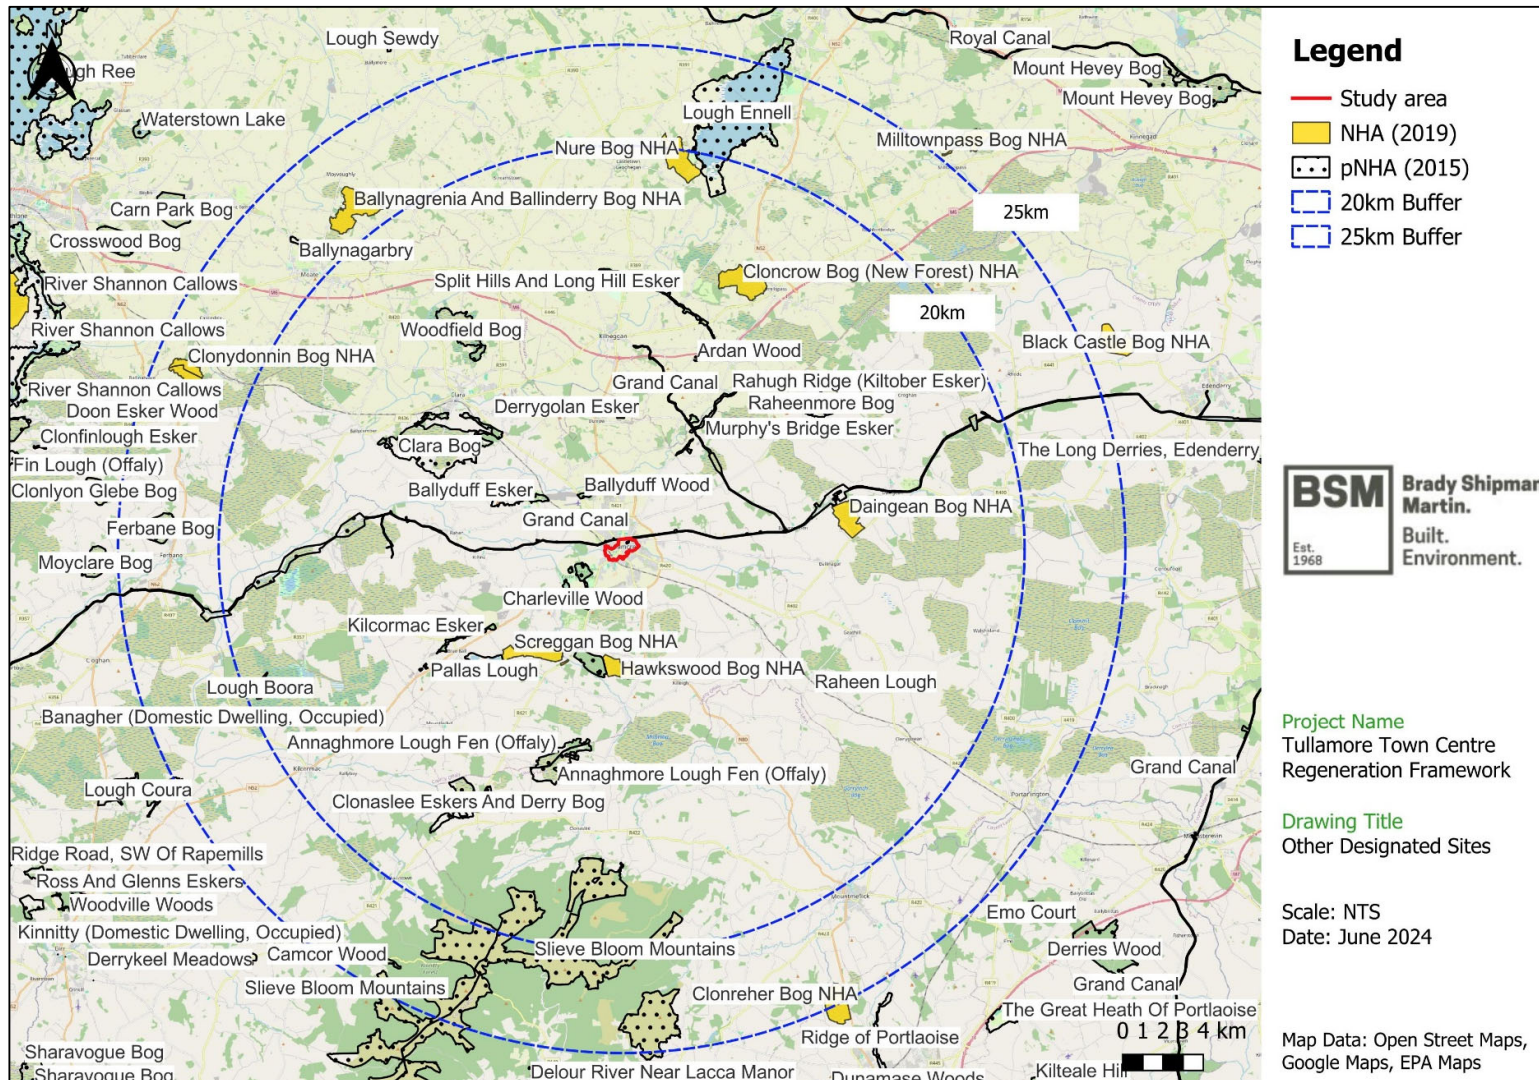 N
Lough Sewdy
Royal Canal
ugh Ree
Mount Hevey Bog
Mount Hevey Bog
Lough Ennell
Waterstown Lake
Nure Bog NHA
Milltownpass Bog NHA
Ballynagrenia And Ballinderry Bog NHA
Carn Park Bog
25km
Crosswood Bog
Ballynagarbry
Cloncrow Bog (New Forest) NHA
River Shannon Callows
Split Hills And Long Hill Esker
20km
River Shannon Callows
Woodfield Bog
Clonydonnin Bog NHA
Ardan Wood
Black Castle Bog NHA
River Shannon Callows
Grand Canal
Rahugh Ridge (Kiltober Esker)
Doon Esker Wood
Derrygolan Esker
Raheenmore Bog
Clonfinlough Esker
Murphy's Bridge Esker
Clara Bog
The Long Derries, Edenderry
Fin Lough (Offaly)
Clonlyon Glebe Bog
Ballyduff Esker
Ballyduff Wood
Daingean Bog NHA
Ferbane Bog
Grand Canal
Moyclare Bog
Charleville Wood
Kilcormac Esker
Screggan Bog NHA
Pallas Lough
Hawkswood Bog NHA
Raheen Lough
Lough Boora
Banagher (Domestic Dwelling, Occupied)
Annaghmore Lough Fen (Offaly)
Annaghmore Lough Fen (Offaly)
Grand Canal
Lough Coura
Clonaslee Eskers And Derry Bog
Ridge Road, SW Of Rapemills
Ross And Glenns Eskers
Woodville Woods
Emo Court
Kinnitty (Domestic Dwelling, Occupied)
Derrykeel Meadows
Camcor Wood
Slieve Bloom Mountains
Derries Wood
Slieve Bloom Mountains
Clonreher Bog NHA
Grand Canal
The Great Heath Of Portlaoise
Ridge of Portlaoise
0 1 2 3 4 km
Sharavogue Bog
Sharavogue Bog
Delour River Near Lacca Manor
Dunamase Woods
Kilteale Hill
Legend
Study area
NHA (2019)
pNHA (2015)
20km Buffer
25km Buffer
BSM
Est.
1968
Brady Shipman
Martin.
Built.
Environment.
Project Name
Tullamore Town Centre
Regeneration Framework
Drawing Title
Other Designated Sites
Scale: NTS
Date: June 2024
Map Data: Open Street Maps,
Google Maps, EPA Maps